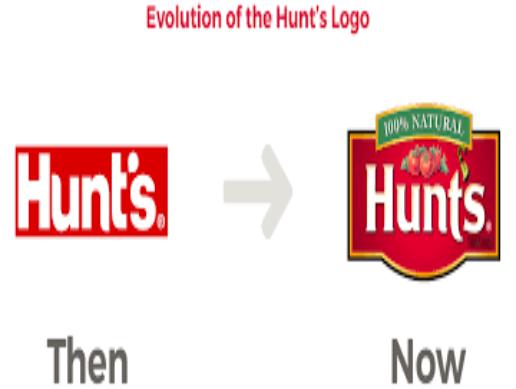 Evolution of the Hunt's Logo
100% NATURAL
Hunt's®
Hunt's
Then
Now